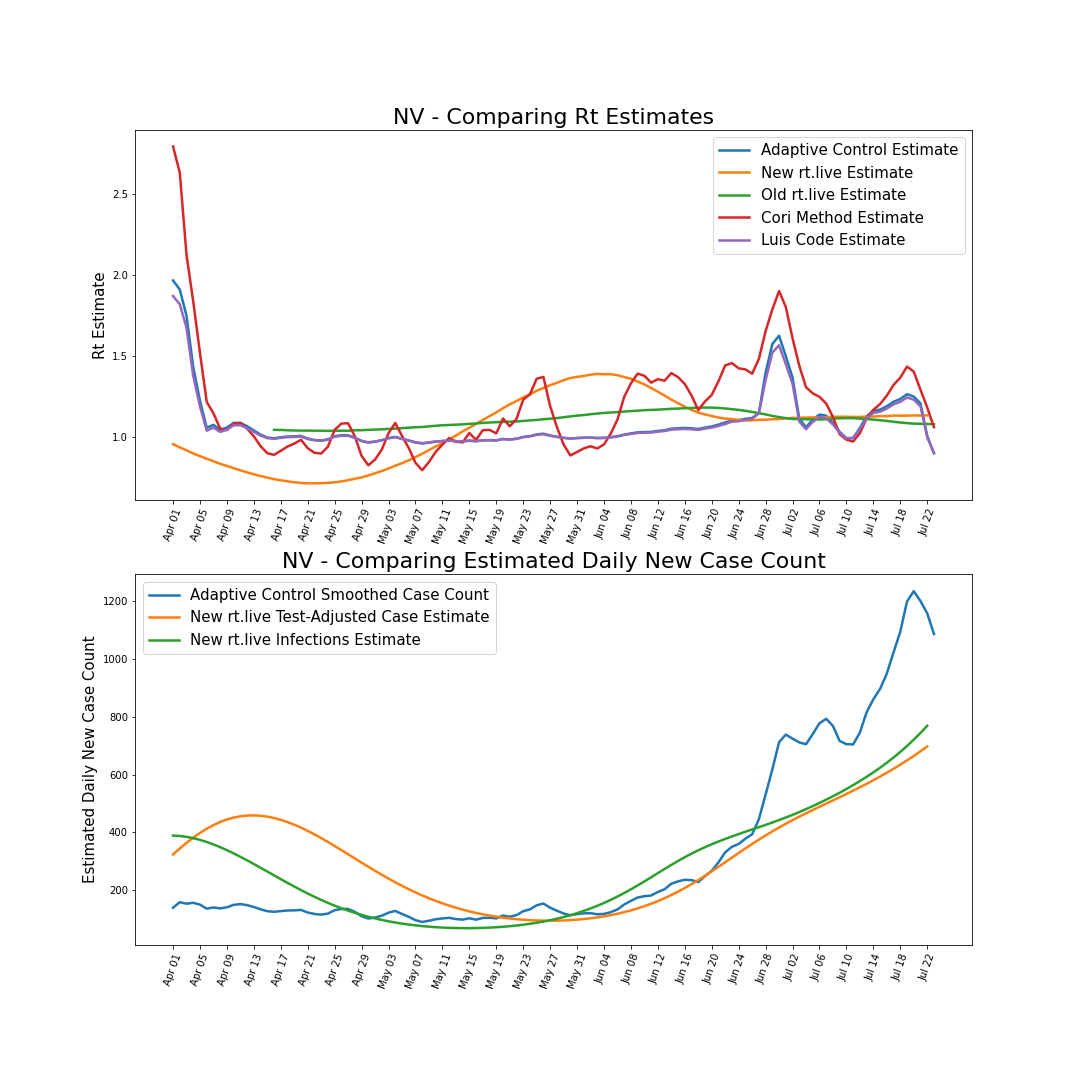 NV - Comparing Rt Estimates
Adaptive Control Estimate
New rt.live Estimate
Old rt.live Estimate
Cori Method Estimate
Luis Code Estimate
Rt Estimate
2.5
2.0
1.5
1.0
Apr 01 Apr 05 Apr 09 Apr 13 Apr 17 Apr 21 Apr 25 Apr 29 May 03 May 07 May 11 May 15 May 19 May 23 May 27 May 31 Jun 04 Jun 08 Jun 12 Jun 16 Jun 20 Jun 24 Jun 28 Jul 02 Jul 06 Jul 10 Jul 14 Jul 18 Jul 22
NV - Comparing Estimated Daily New Case Count
Adaptive Control Smoothed Case Count
New rt.live Test-Adjusted Case Estimate
New rt.live Infections Estimate
Estimated Daily New Case Count
1200
1000
800
600
400
200
Apr 01 Apr 05 Apr 09 Apr 13 Apr 17 Apr 21 Apr 25 Apr 29 May 03 May 07 May 11 May 15 May 19 May 23 May 27 May 31 Jun 04 Jun 08 Jun 12 Jun 16 Jun 20 Jun 24 Jun 28 Jul 02 Jul 06 Jul 10 Jul 14 Jul 18 Jul 22